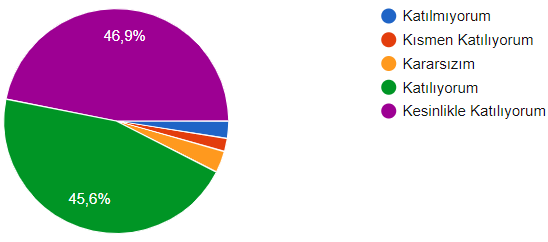 46,9%
45,6%
Katılmıyorum
Kısmen Katılıyorum
Kararsızım
Katılıyorum
Kesinlikle Katılıyorum